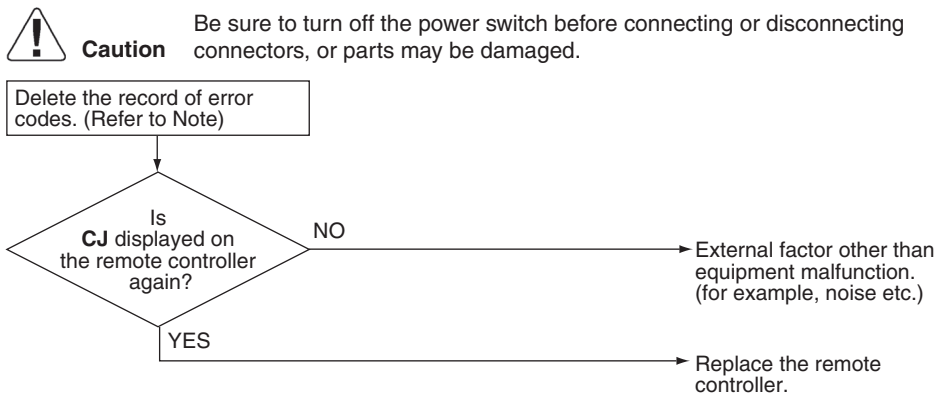 Be sure to turn off the power switch before connecting or disconnecting
Caution
connectors, or parts may be damaged.
Delete the record of error
codes. (Refer to Note)
Is
CJ displayed on
the remote controller
again?
NO
External factor other than
equipment malfunction.
(for example, noise etc.)
YES
Replace the remote
controller.